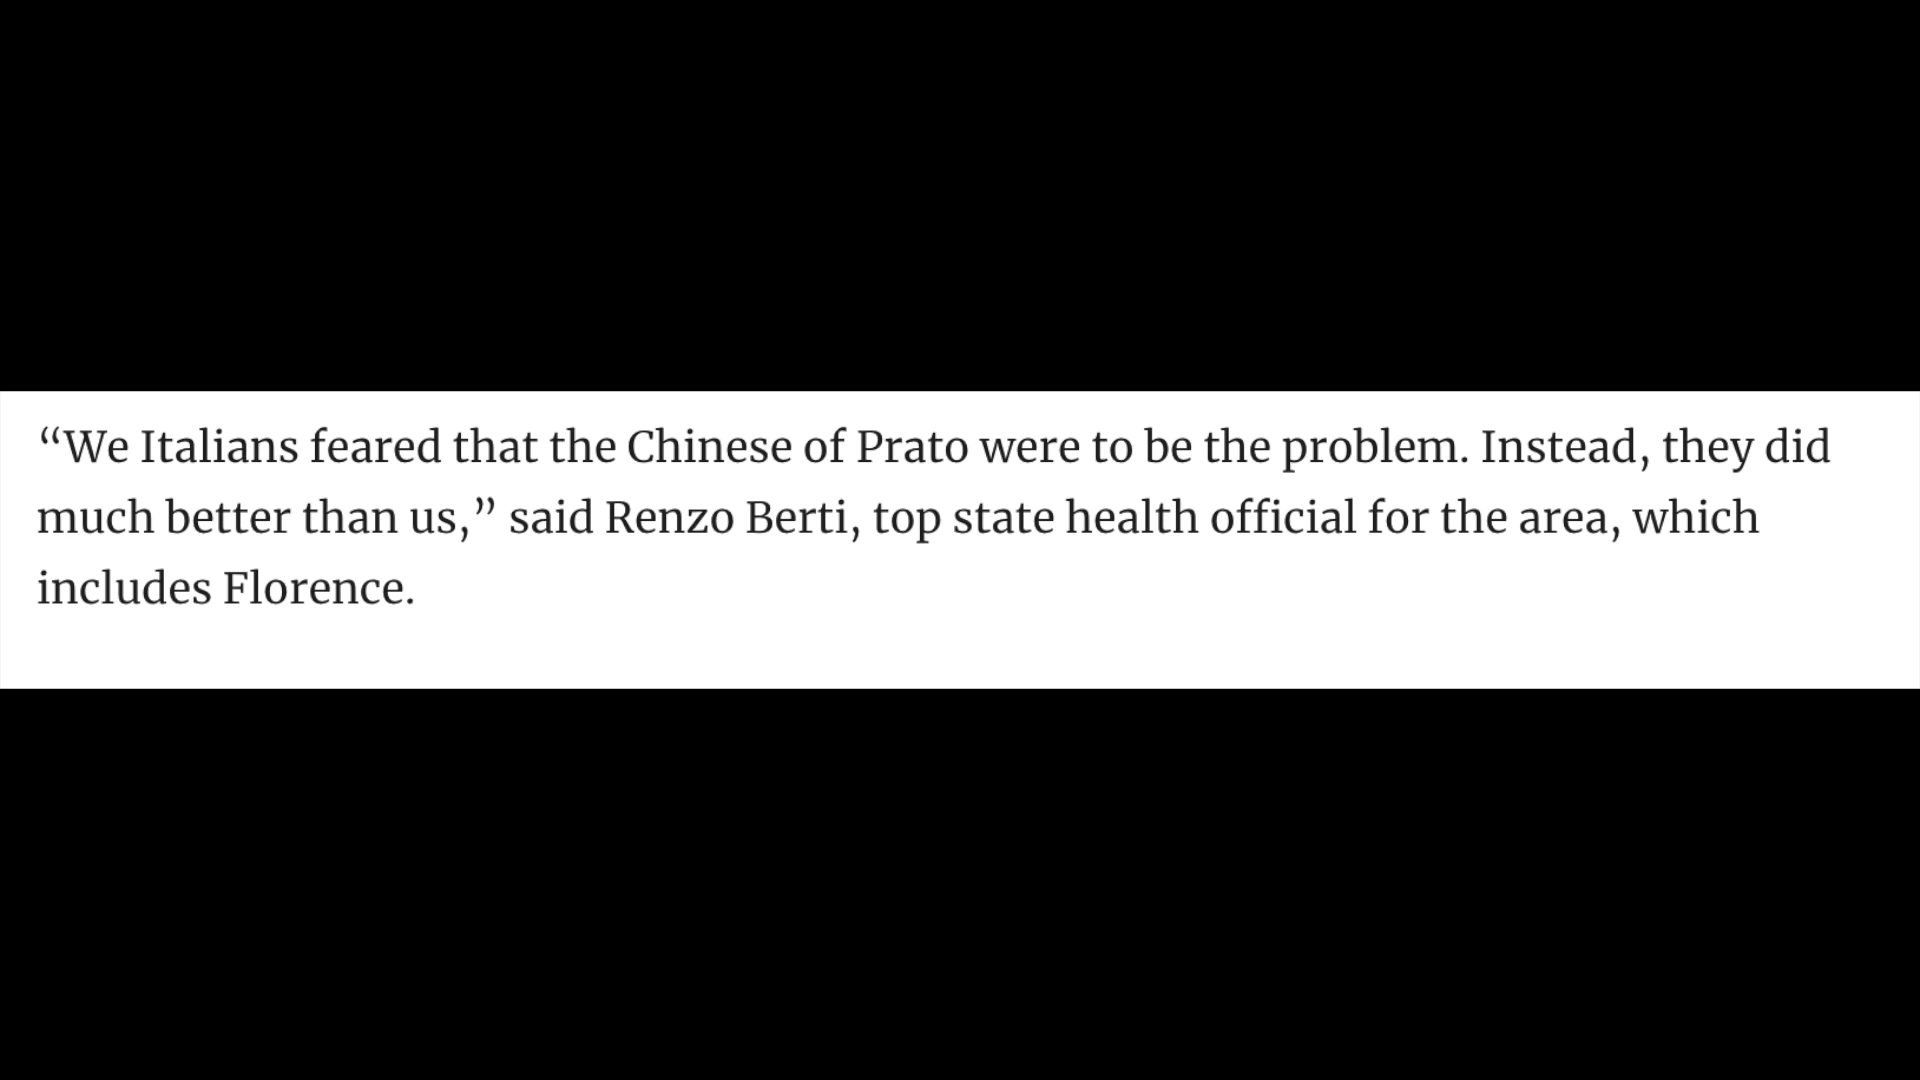 “We Italians feared that the Chinese of Prato were to be the problem. Instead, they did
much better than us,” said Renzo Berti, top state health official for the area, which
includes Florence.